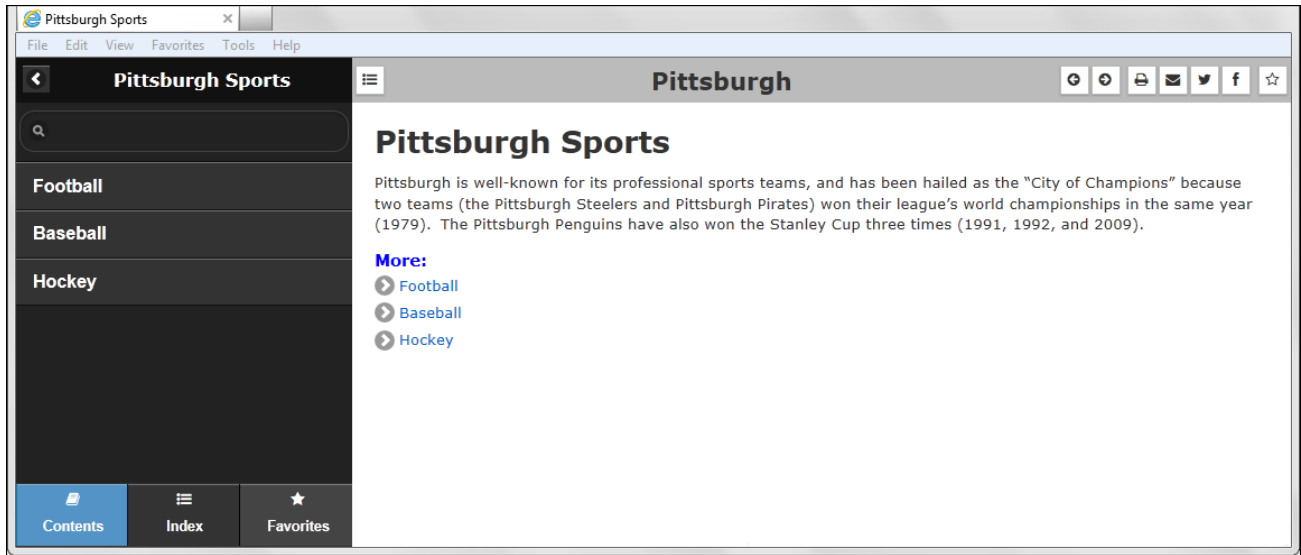 Pittsburgh Sports
File Edit View Favorites Tools Help
Pittsburgh Sports
Pittsburgh
Football
Baseball
Hockey
Contents
Index
Favorites
Pittsburgh Sports
Pittsburgh is well-known for its professional sports teams, and has been hailed as the “City of Champions” because
two teams (the Pittsburgh Steelers and Pittsburgh Pirates) won their league’s world championships in the same year
(1979). The Pittsburgh Penguins have also won the Stanley Cup three times (1991, 1992, and 2009).
More:
Football
Baseball
Hockey